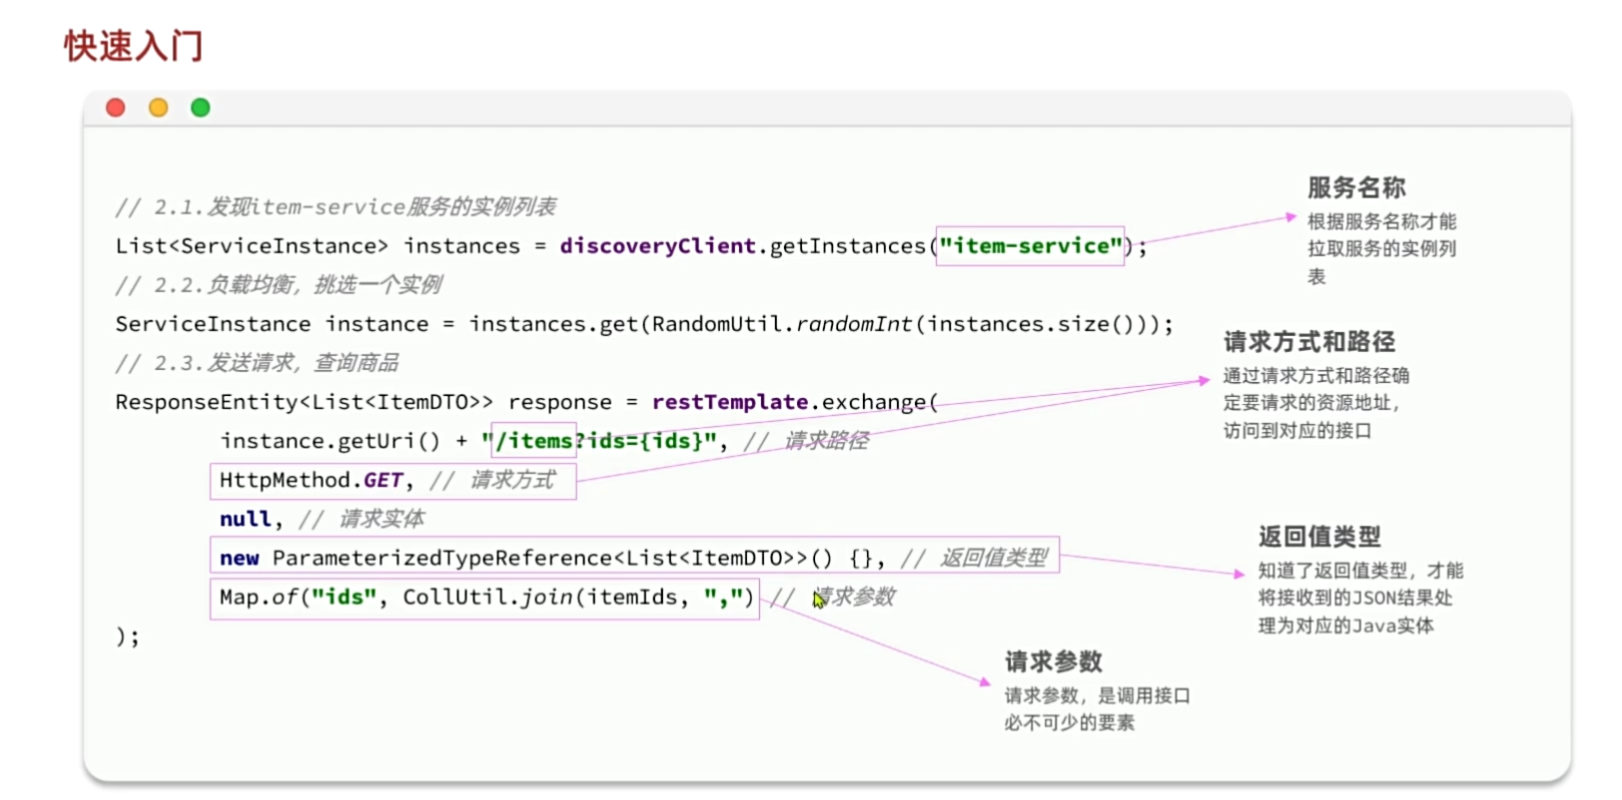 快速入门
// 2.1.发现item-service服务的实例列表
List<ServiceInstance> instances = discoveryClient.getInstances("item-service");
// 2.2.负载均衡，挑选一个实例
ServiceInstance instance = instances.get(RandomUtil.randomInt(instances.size()));
// 2.3.发送请求，查询商品
ResponseEntity<List<ItemDTO>> response = restTemplate.exchange(
instance.getUri() + "/items?ids={ids}", // 请求路径
HttpMethod.GET, // 请求方式
null, // 请求实体
new ParameterizedTypeReference<List<ItemDTO>>() {}, // 返回值类型
Map.of("ids", CollUtil.join(itemIds, ",") // 请求参数
);
服务名称
根据服务名称才能
拉取服务的实例列
表
请求方式和路径
通过请求方式和路径确
定要请求的资源地址，
访问到对应的接口
返回值类型
知道了返回值类型，才能
将接收到的JSON结果处
理为对应的Java实体
请求参数
请求参数，是调用接口
必不可少的要素